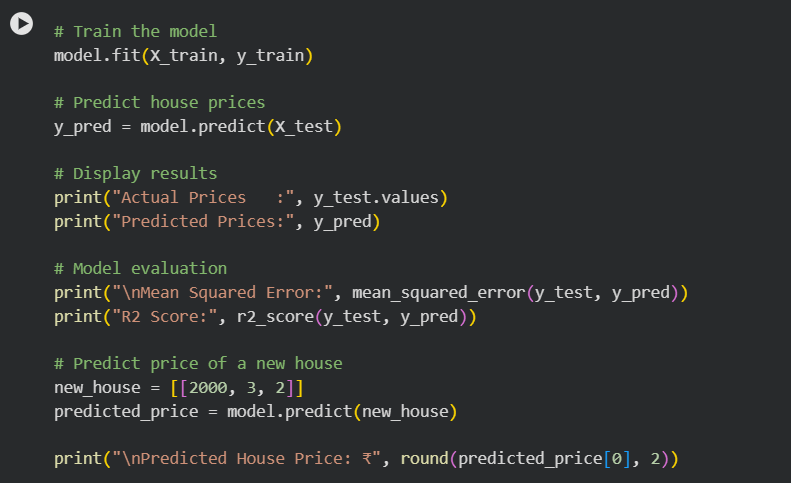 # Train the model
model.fit(X_train, y_train)
# Predict house prices
y_pred = model.predict(X_test)
# Display results
print("Actual Prices   :", y_test.values)
print("Predicted Prices:", y_pred)
# Model evaluation
print("\nMean Squared Error:", mean_squared_error(y_test, y_pred))
print("R2 Score:", r2_score(y_test, y_pred))
# Predict price of a new house
new_house = [[2000, 3, 2]]
predicted_price = model.predict(new_house)
print("\nPredicted House Price: ₹", round(predicted_price[0], 2))